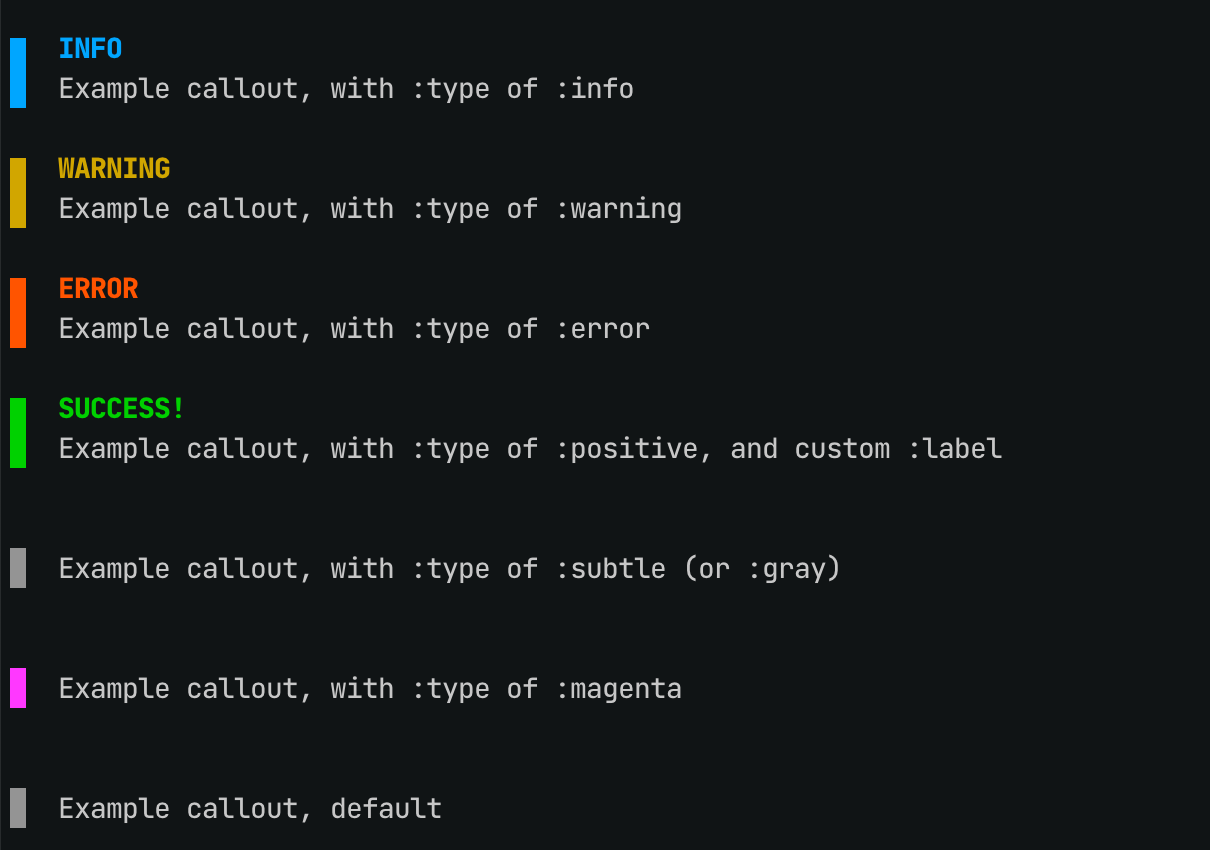 INFO
Example callout, with :type of :info
WARNING
Example callout, with :type of :warning
ERROR
Example callout, with :type of :error
SUCCESS!
Example callout, with :type of :positive, and custom :label
Example callout, with :type of :subtle (or :gray)
Example callout, with :type of :magenta
Example callout, default